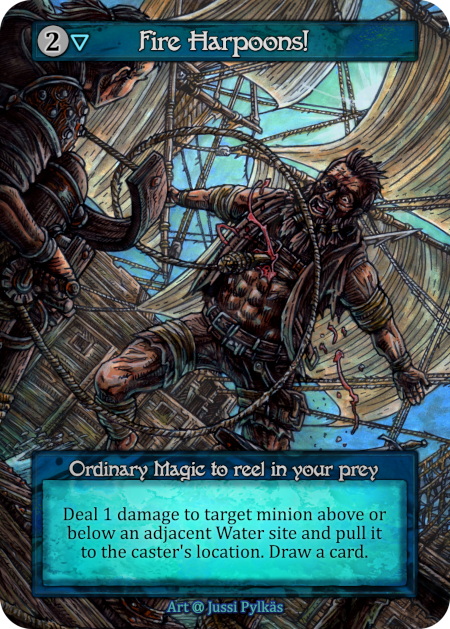 2 Fire Harpoons!
Ordinary Magic to reel in your prey
Deal 1 damage to target minion above or
below an adjacent Water site and pull it
to the caster's location. Draw a card.
Art @ Jussi Pylkäs